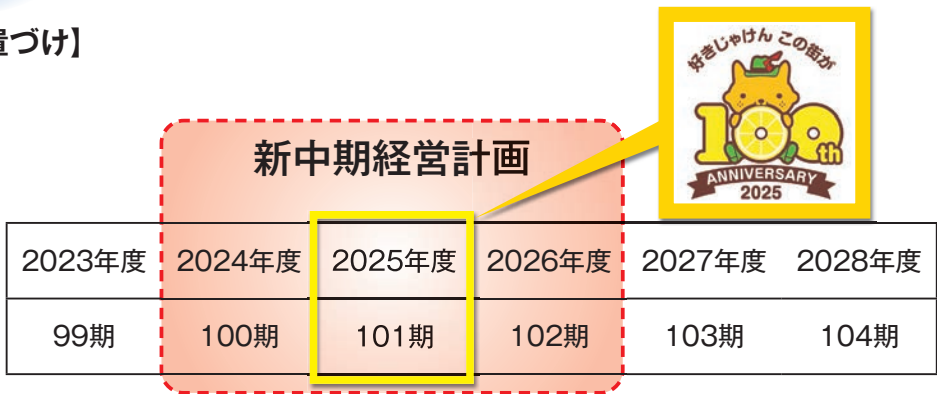 置づけ】
好きじゃけん この街が
100th
ANNIVERSARY
2025
新中期経営計画
2023年度 2024年度 2025年度 2026年度 2027年度 2028年度
99期 100期 101期 102期 103期 104期